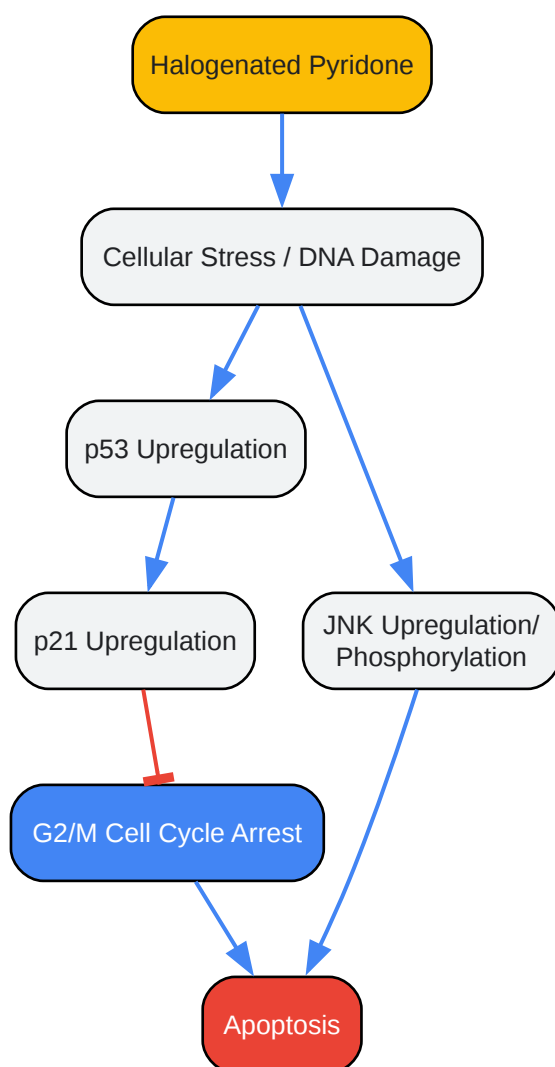 Halogenated Pyridone
Cellular Stress / DNA Damage
p53 Upregulation
p21 Upregulation
JNK Upregulation/
Phosphorylation
G2/M Cell Cycle Arrest
Apoptosis